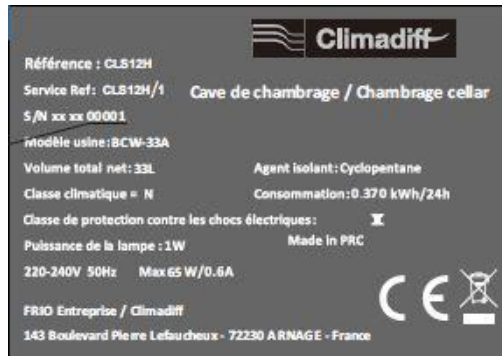 Climadiff
Référence : CLS12H
Service Ref: CLS12H/1
Cave de chambrage / Chambrage cellar
S/N xx xx 00001
Modèle usine:BCW-33A
Volume total net: 33L
Agent isolant: Cyclopentane
Classe climatique = N
Consommation:0.370 kWh/24h
Classe de protection contre les chocs électriques:
Puissance de la lampe : 1W
Made in PRC
220-240V 50Hz Max 65 W/0.6A
CE
FRIO Entreprise / Climadiff
143 Boulevard Pierre Lefaucheux - 72230 ARNAGE - France